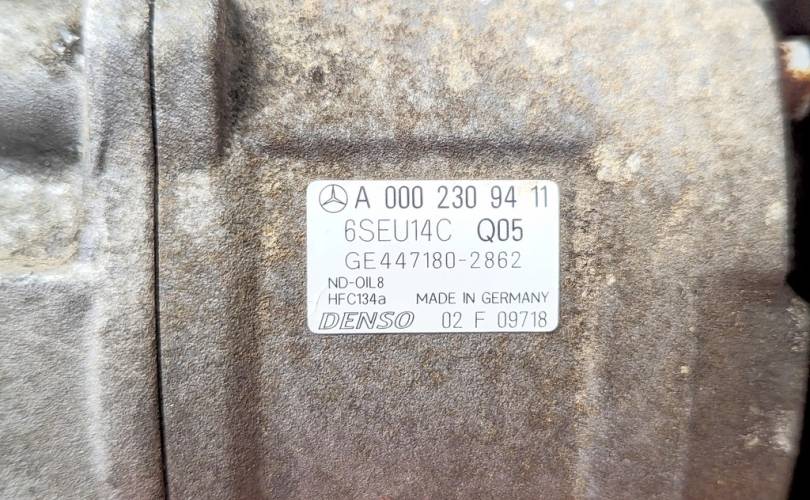 A 000 230 94 11
6SEU14C Q05
GE447180-2862
ND-OIL8
HFC134a MADE IN GERMANY
DENSO 02 F 09718